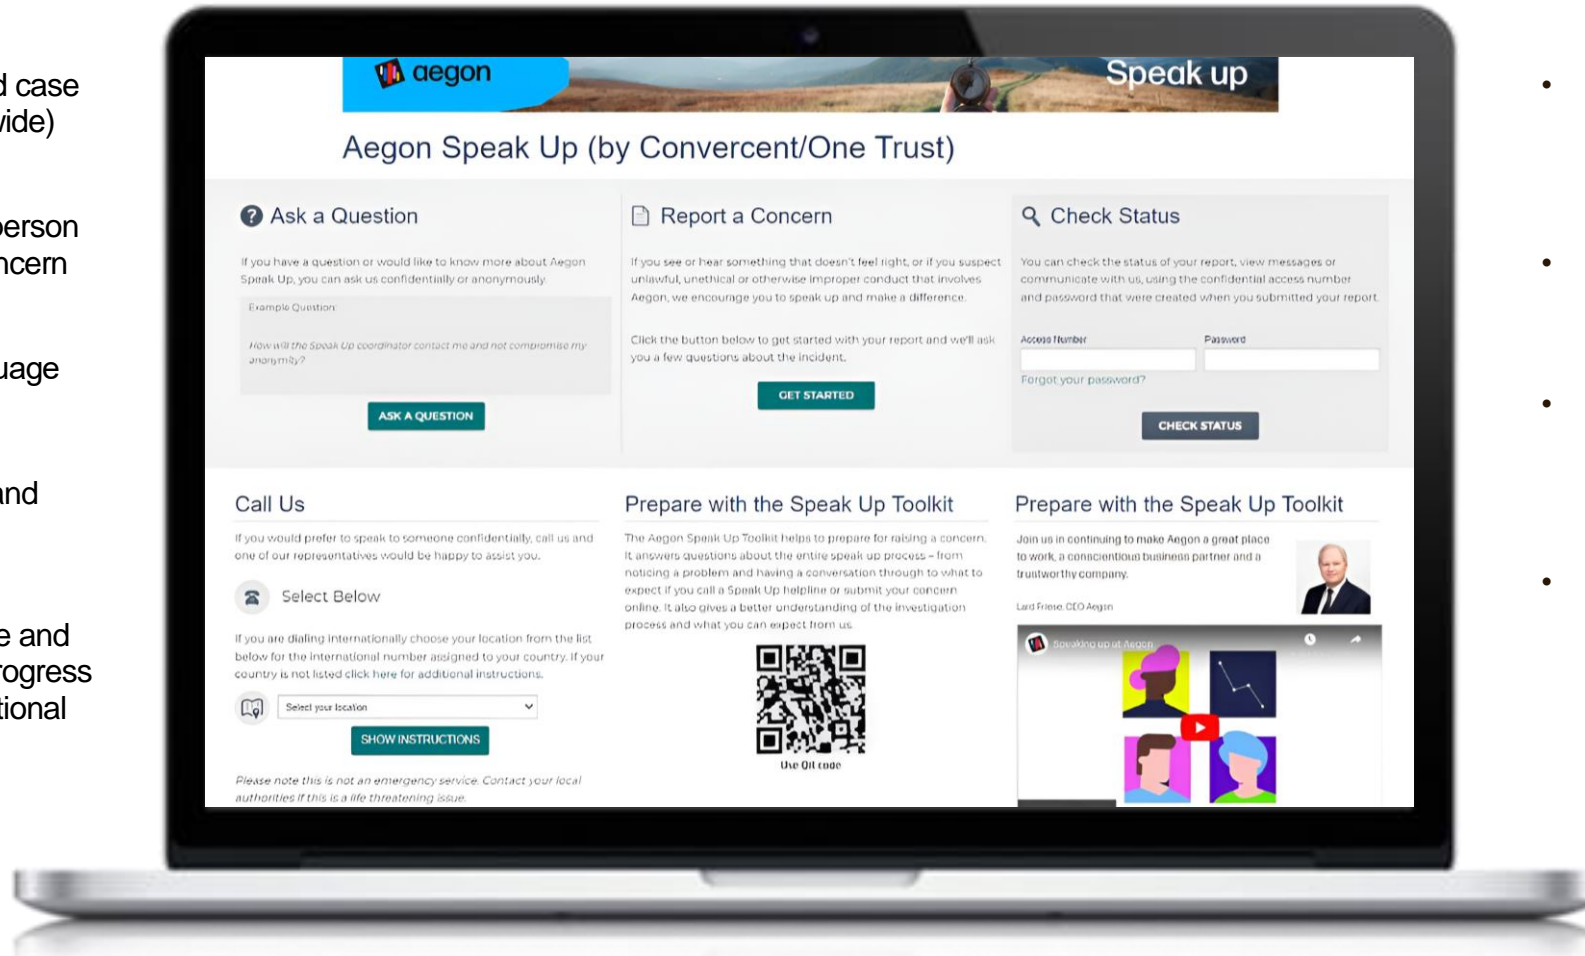 d case
wide)
person
ncern
uage
and
e and
rogress
tional
aegon
Speak up
Aegon Speak Up (by Convercent/One Trust)
Ask a Question
If you have a question or would like to know more about Aegon
Speak Up, you can ask us confidentially or anonymously.
Example Question:
How will the Speak Up coordinator contact me and not compromise my
anonymity?
ASK A QUESTION
Report a Concern
If you see or hear something that doesn't feel right, or if you suspect
unlawful, unethical or otherwise improper conduct that involves
Aegon, we encourage you to speak up and make a difference.
Click the button below to get started with your report and we'll ask
you a few questions about the incident.
GET STARTED
Check Status
You can check the status of your report, view messages or
communicate with us, using the confidential access number
and password that were created when you submitted your report.
Access Number
Password
Forgot your password?
CHECK STATUS
Call Us
If you would prefer to speak to someone confidentially, call us and
one of our representatives would be happy to assist you.
Select Below
If you are dialing internationally choose your location from the list
below for the international number assigned to your country. If your
country is not listed click here for additional instructions.
Select your location
SHOW INSTRUCTIONS
Please note this is not an emergency service. Contact your local
authorities if this is a life threatening issue.
Prepare with the Speak Up Toolkit
The Aegon Speak Up Toolkit helps to prepare for raising a concern.
It answers questions about the entire speak up process – from
noticing a problem and having a conversation through to what to
expect if you call a Speak Up helpline or submit your concern
online. It also gives a better understanding of the investigation
process and what you can expect from us.
Use QR code
Prepare with the Speak Up Toolkit
Join us in continuing to make Aegon a great place
to work, a conscientious business partner and a
trustworthy company.
Lard Friese, CEO Aegon
Speaking up at Aegon